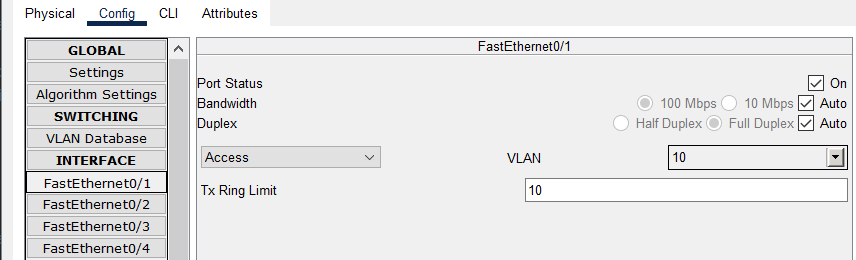 Physical Config CLI Attributes
GLOBAL
Settings
Algorithm Settings
SWITCHING
VLAN Database
INTERFACE
FastEthernet0/1
FastEthernet0/2
FastEthernet0/3
FastEthernet0/4
FastEthernet0/1
Port Status On
Bandwidth 100 Mbps 10 Mbps Auto
Duplex Half Duplex Full Duplex Auto
Access VLAN 10
Tx Ring Limit 10